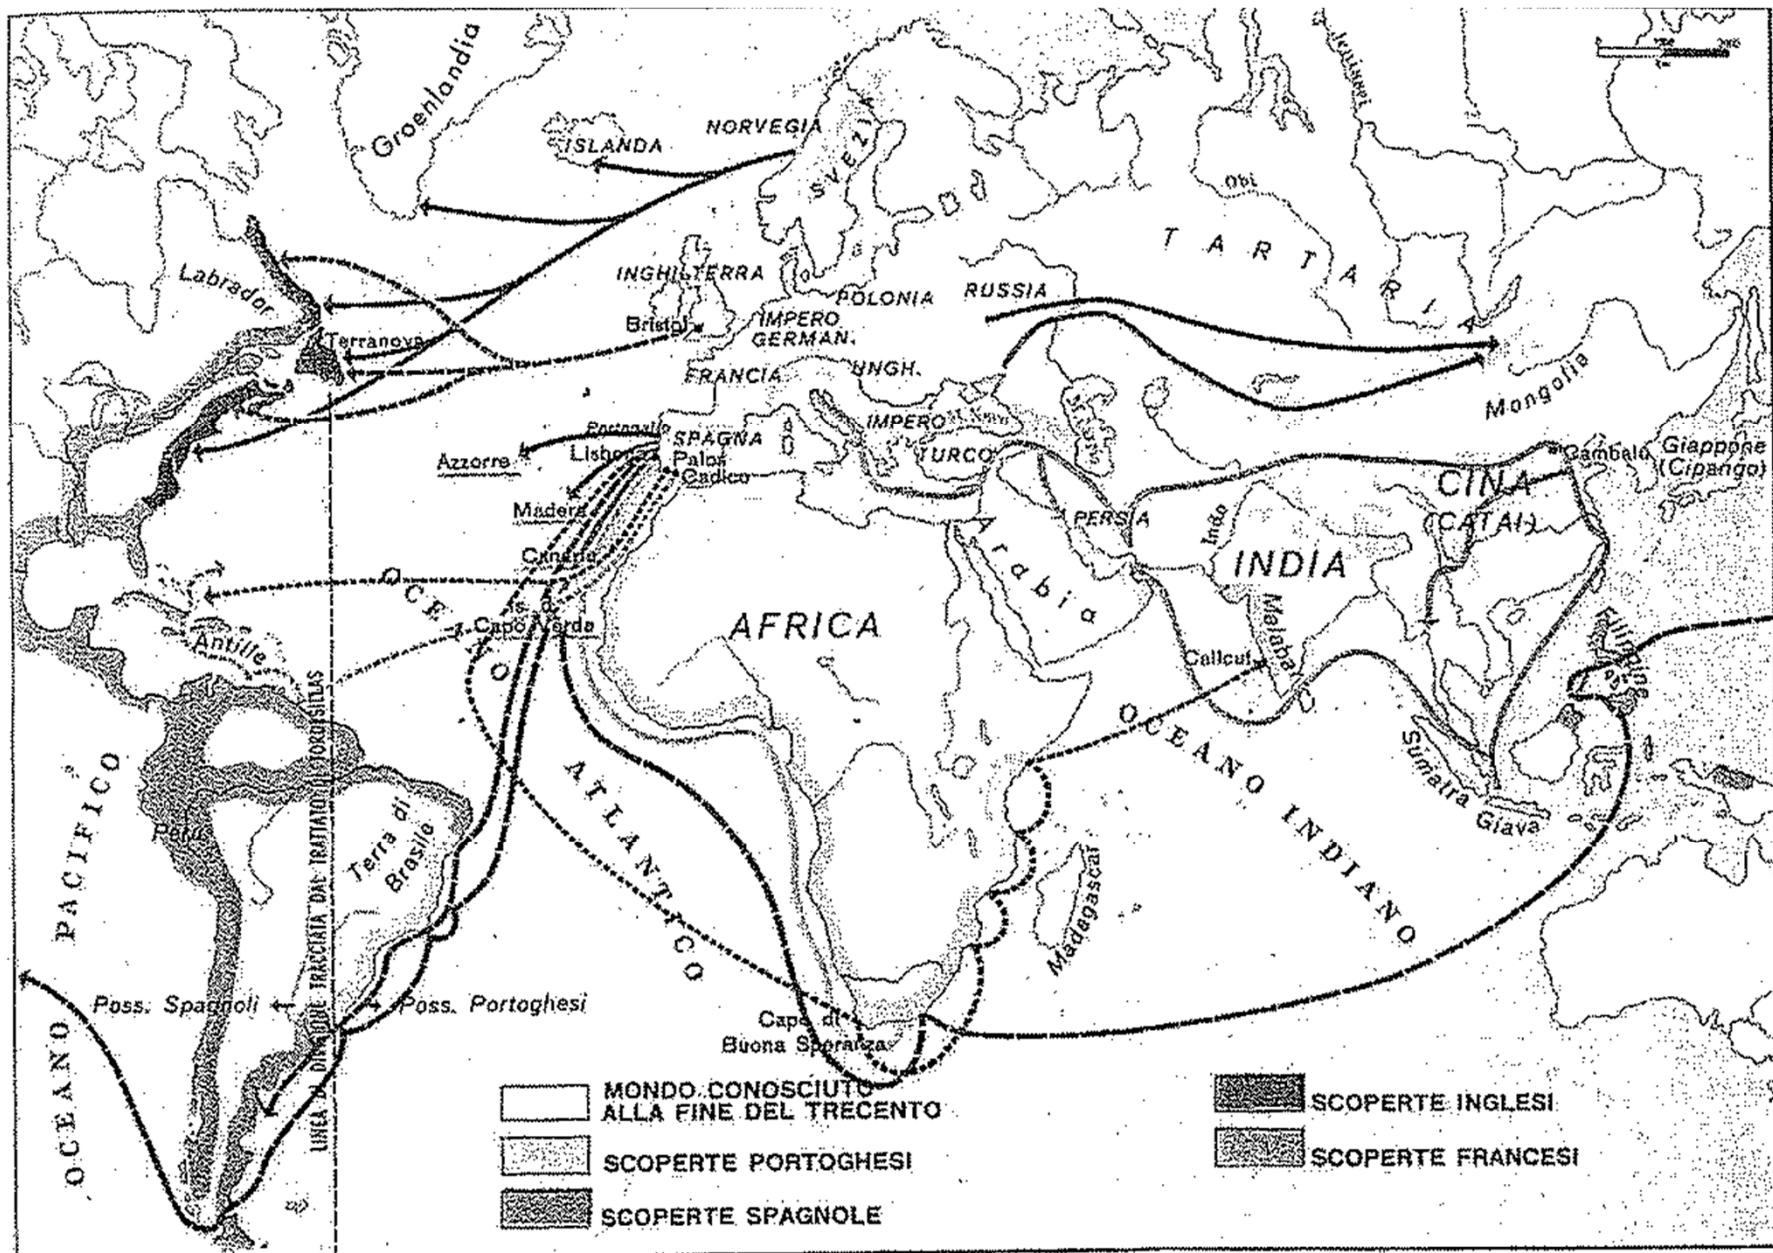 Groenlandia
ISLANDA
NORVEGIA
SVEZIA
Jenissei
Obi
TARTARIA
Labrador
INGHILTERRA
POLONIA
RUSSIA
Bristol
IMPERO
GERMAN.
Terranova
FRANCIA
UNGH.
Mongolia
Portogallo
SPAGNA
IMPERO
TURCO
Lisbona
Palos
Cadice
Azzorre
Cambalú
Giappone
(Cipango)
CINA
(CATAI)
Madera
PERSIA
Indo
Arabia
INDIA
Canarie
OCEANO
ATLANTICO
Capo Verde
AFRICA
Malabar
Filippine
Antille
OCEANO INDIANO
Sumatra
Giava
LINEA DI DIVISIONE TRACCIATA DAL TRATTATO DI TORDESILLAS
OCEANO PACIFICO
Perù
Terra di
Brasile
Madagascar
Poss. Spagnoli
Poss. Portoghesi
Capo di
Buona Speranza
MONDO CONOSCIUTO
ALLA FINE DEL TRECENTO
SCOPERTE PORTOGHESI
SCOPERTE SPAGNOLE
SCOPERTE INGLESI
SCOPERTE FRANCESI